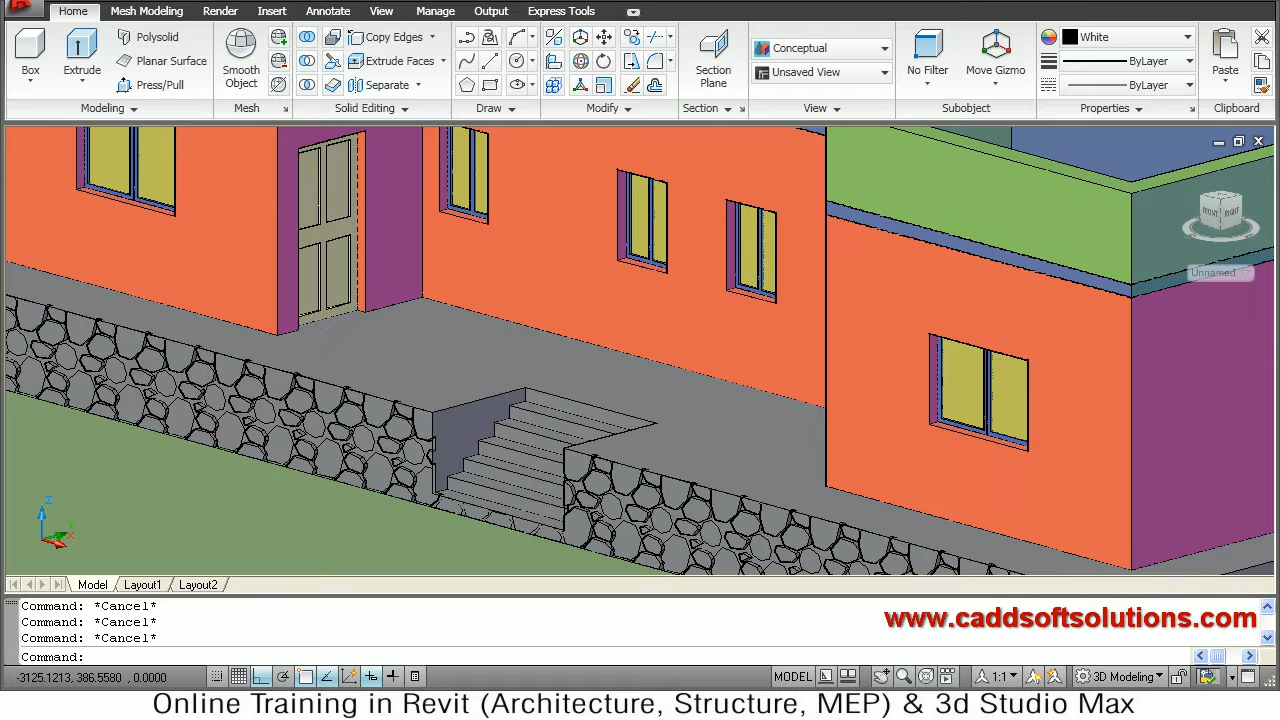 Home Mesh Modeling Render Insert Annotate View Manage Output Express Tools
Polysolid Copy Edges Conceptual White
Planar Surface Extrude Faces Unsaved View ByLayer
Box Extrude Press/Pull Smooth Object Separate Section Plane No Filter Move Gizmo ByLayer Paste
Modeling Mesh Solid Editing Draw Modify Section View Subobject Properties Clipboard
FRONT RIGHT
Unnamed
Z
Y
X
Model Layout1 Layout2
Command: *Cancel*
Command: *Cancel*
Command: *Cancel*
www.caddsoftsolutions.com
Command:
-3125.1213, 386.5580, 0.0000 MODEL 1:1 3D Modeling
Online Training in Revit (Architecture, Structure, MEP) & 3d Studio Max